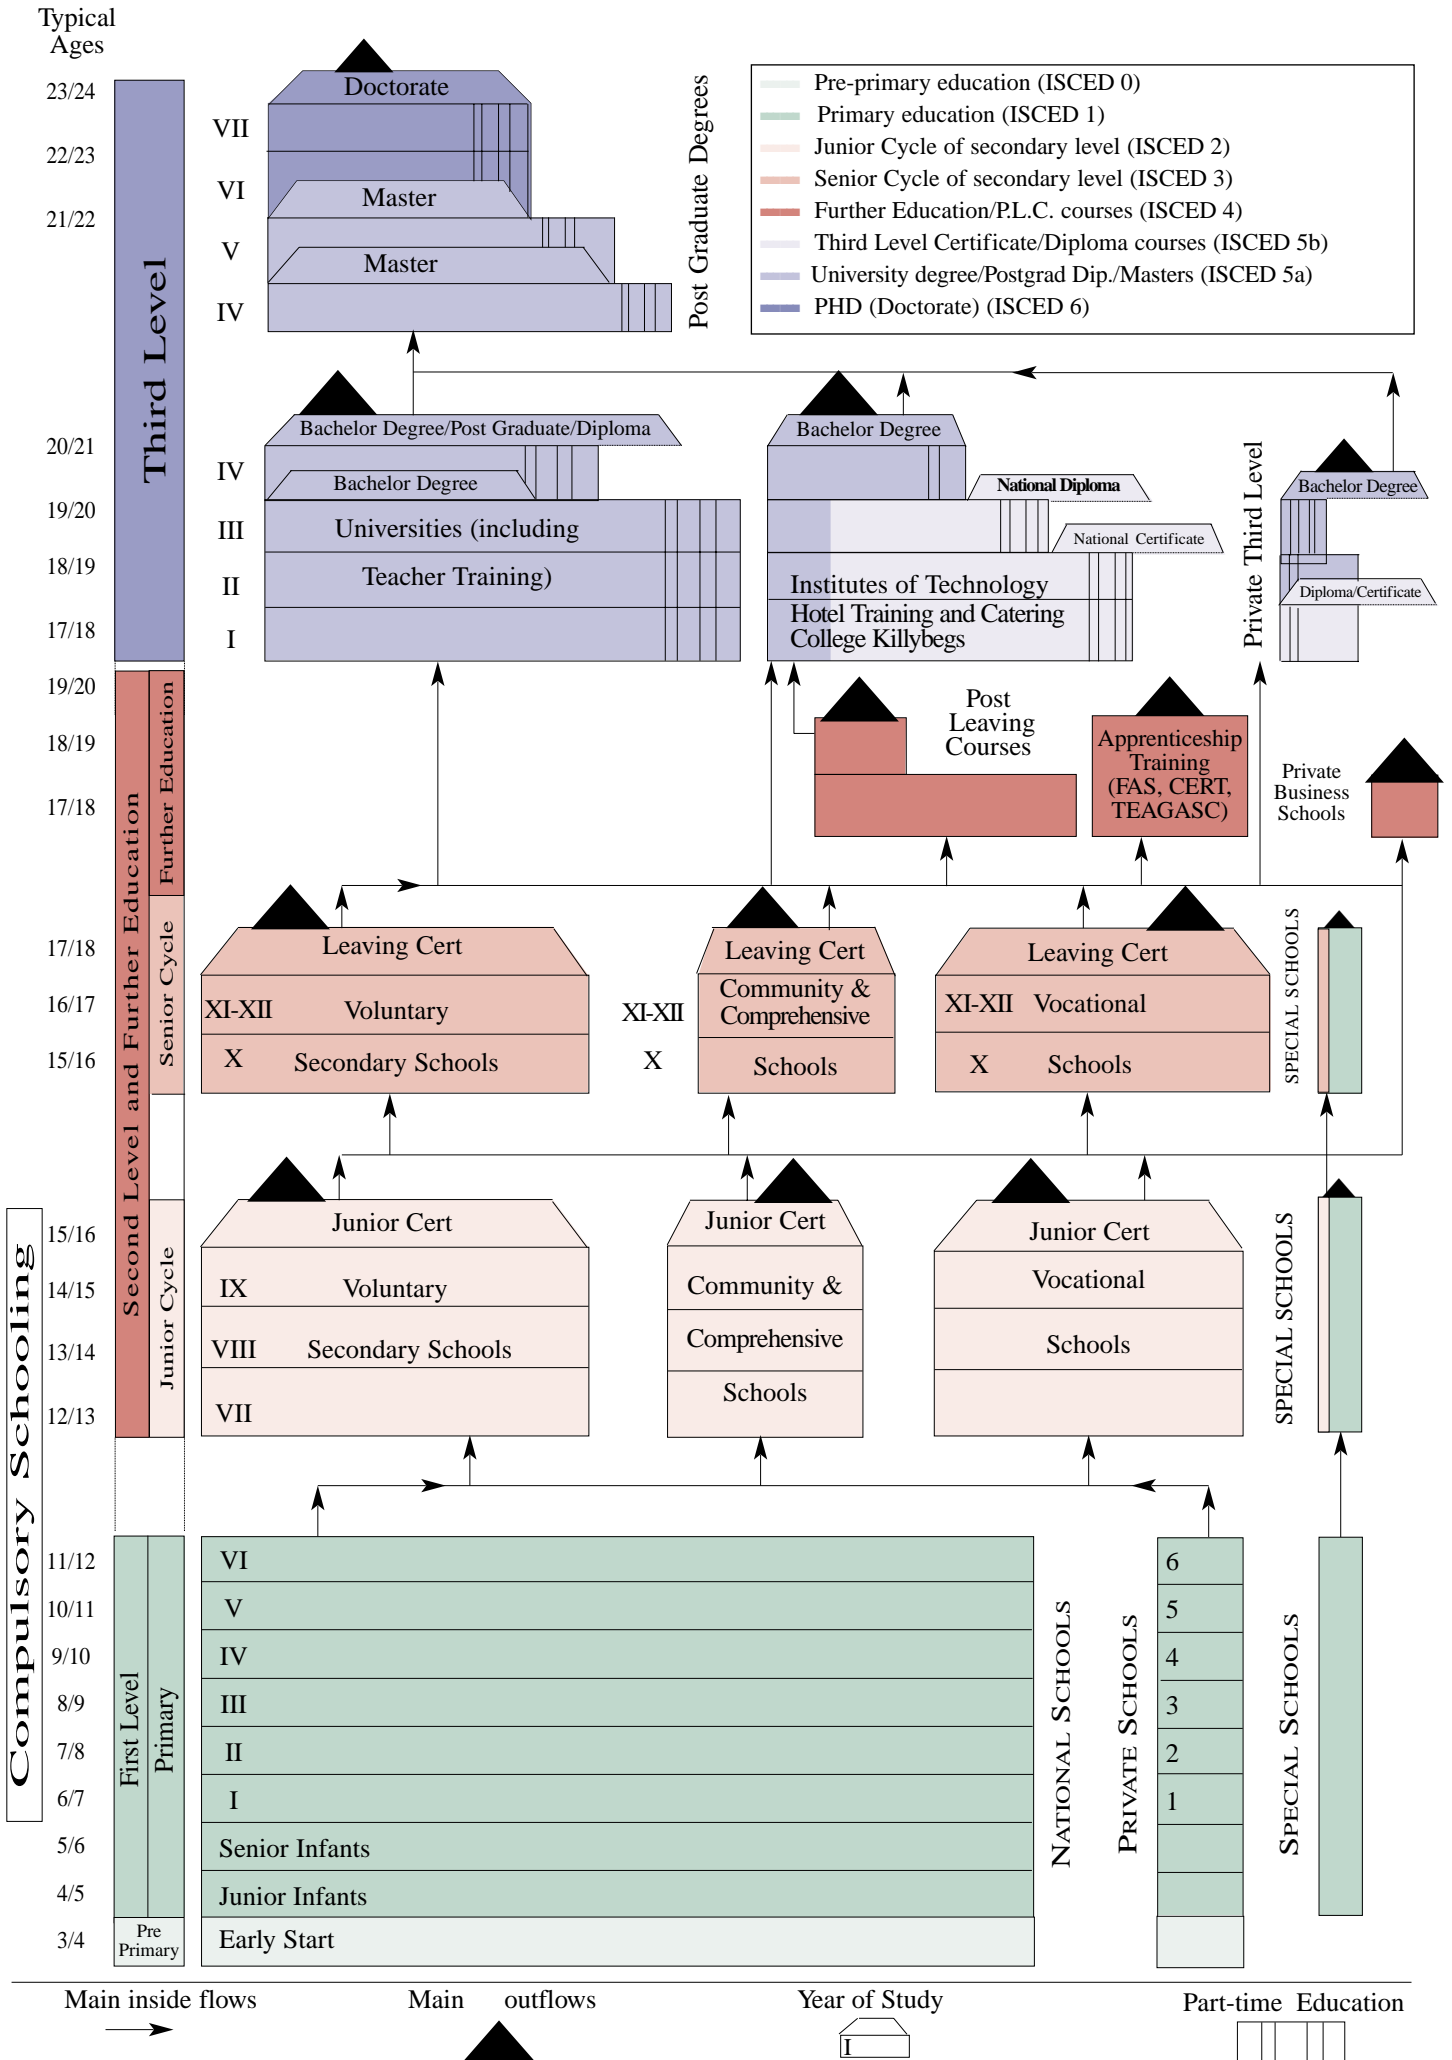 Typical
Ages
23/24
22/23
21/22
20/21
19/20
18/19
17/18
19/20
18/19
17/18
17/18
16/17
15/16
15/16
14/15
13/14
12/13
11/12
10/11
9/10
8/9
7/8
6/7
5/6
4/5
3/4
Compulsory Schooling
Third Level
Second Level and Further Education
Further Education
Senior Cycle
Junior Cycle
First Level
Primary
Pre
Primary
Doctorate
VII
VI
Master
V
Master
IV
Post Graduate Degrees
Pre-primary education (ISCED 0)
Primary education (ISCED 1)
Junior Cycle of secondary level (ISCED 2)
Senior Cycle of secondary level (ISCED 3)
Further Education/P.L.C. courses (ISCED 4)
Third Level Certificate/Diploma courses (ISCED 5b)
University degree/Postgrad Dip./Masters (ISCED 5a)
PHD (Doctorate) (ISCED 6)
Bachelor Degree/Post Graduate/Diploma
IV
Bachelor Degree
III
Universities (including
II
Teacher Training)
I
Bachelor Degree
National Diploma
National Certificate
Institutes of Technology
Hotel Training and Catering
College Killybegs
Private Third Level
Bachelor Degree
Diploma/Certificate
Post
Leaving
Courses
Apprenticeship
Training
(FAS, CERT,
TEAGASC)
Private
Business
Schools
Leaving Cert
XI-XII Voluntary
X Secondary Schools
Leaving Cert
XI-XII
Community &
Comprehensive
X
Schools
Leaving Cert
XI-XII Vocational
X Schools
SPECIAL SCHOOLS
Junior Cert
IX Voluntary
VIII Secondary Schools
VII
Junior Cert
Community &
Comprehensive
Schools
Junior Cert
Vocational
Schools
SPECIAL SCHOOLS
VI
V
IV
III
II
I
Senior Infants
Junior Infants
Early Start
NATIONAL SCHOOLS
PRIVATE SCHOOLS
6
5
4
3
2
1
SPECIAL SCHOOLS
Main inside flows
Main outflows
Year of Study
I
Part-time Education